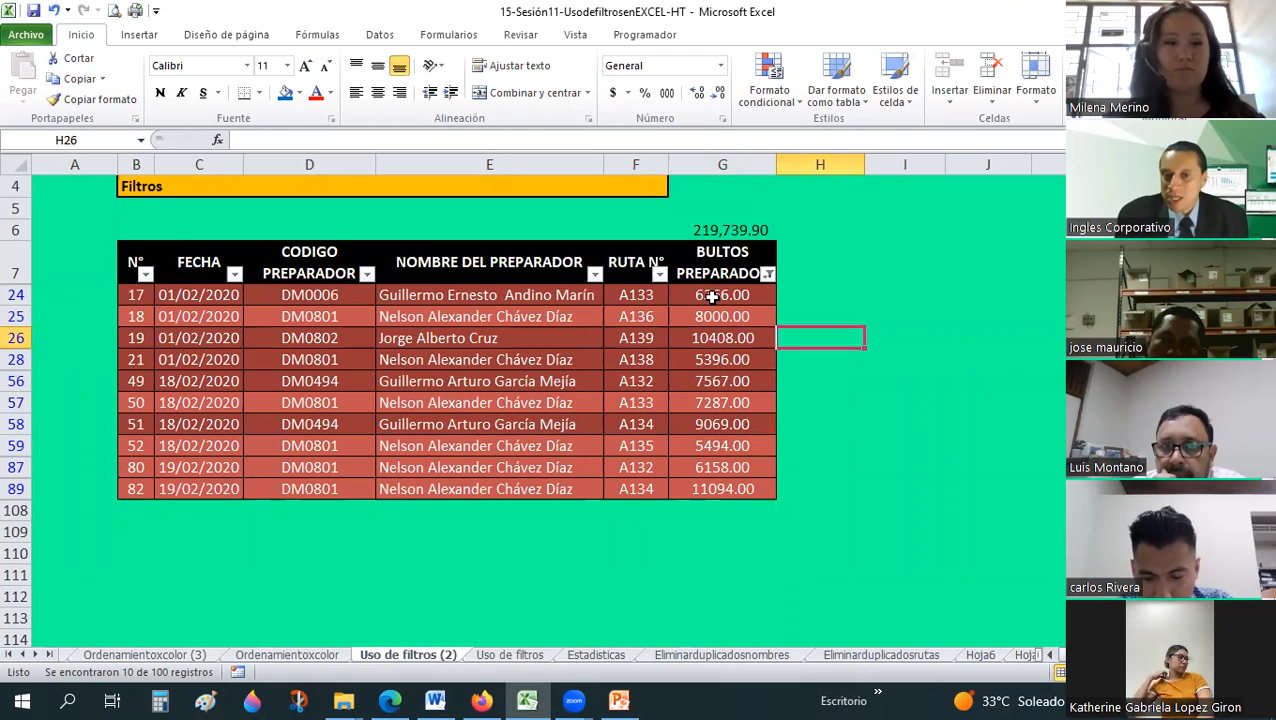 15-Sesión11-UsodefiltrosenEXCEL-HT - Microsoft Excel
Archivo Inicio Insertar Diseño de página Fórmulas Datos Revisar Vista
Cortar
Copiar
Copiar formato
Pegar
Calibri 11
N K S
Ajustar texto
Combinar y centrar
General
$ % 000
Formato condicional
Dar formato como tabla
Estilos de celda
Insertar Eliminar Formato
Portapapeles Fuente Alineación Número Estilos Celdas
H26 fx
A B C D E F G H I J
4 Filtros
5
6 219,739.90
7 N° FECHA CODIGO PREPARADOR NOMBRE DEL PREPARADOR RUTA N° BULTOS PREPARADO
24 17 01/02/2020 DM0006 Guillermo Ernesto Andino Marín A133
25 18 01/02/2020 DM0801 Nelson Alexander Chávez Díaz A136 8000.00
26 19 01/02/2020 DM0802 Jorge Alberto Cruz A139 10408.00
28 21 01/02/2020 DM0801 Nelson Alexander Chávez Díaz A138 5396.00
56 49 18/02/2020 DM0494 Guillermo Arturo García Mejía A132 7567.00
57 50 18/02/2020 DM0801 Nelson Alexander Chávez Díaz A133 7287.00
58 51 18/02/2020 DM0494 Guillermo Arturo García Mejía A134 9069.00
59 52 18/02/2020 DM0801 Nelson Alexander Chávez Díaz A135 5494.00
87 80 19/02/2020 DM0801 Nelson Alexander Chávez Díaz A132 6158.00
89 82 19/02/2020 DM0801 Nelson Alexander Chávez Díaz A134 11094.00
108
109
110
111
112
113
114
Ordenamientoxcolor (3) Ordenamientoxcolor Uso de filtros (2) Uso de filtros Estadisticas Eliminarduplicadosnombres Eliminarduplicadosrutas Hoja6 Hoja
Listo Se encontraron 10 de 100 registros
Escritorio » 33°C Soleado
Milena Merino
Ingles Corporativo
jose mauricio
Luis Montano
carlos Rivera
Katherine Gabriela Lopez Giron